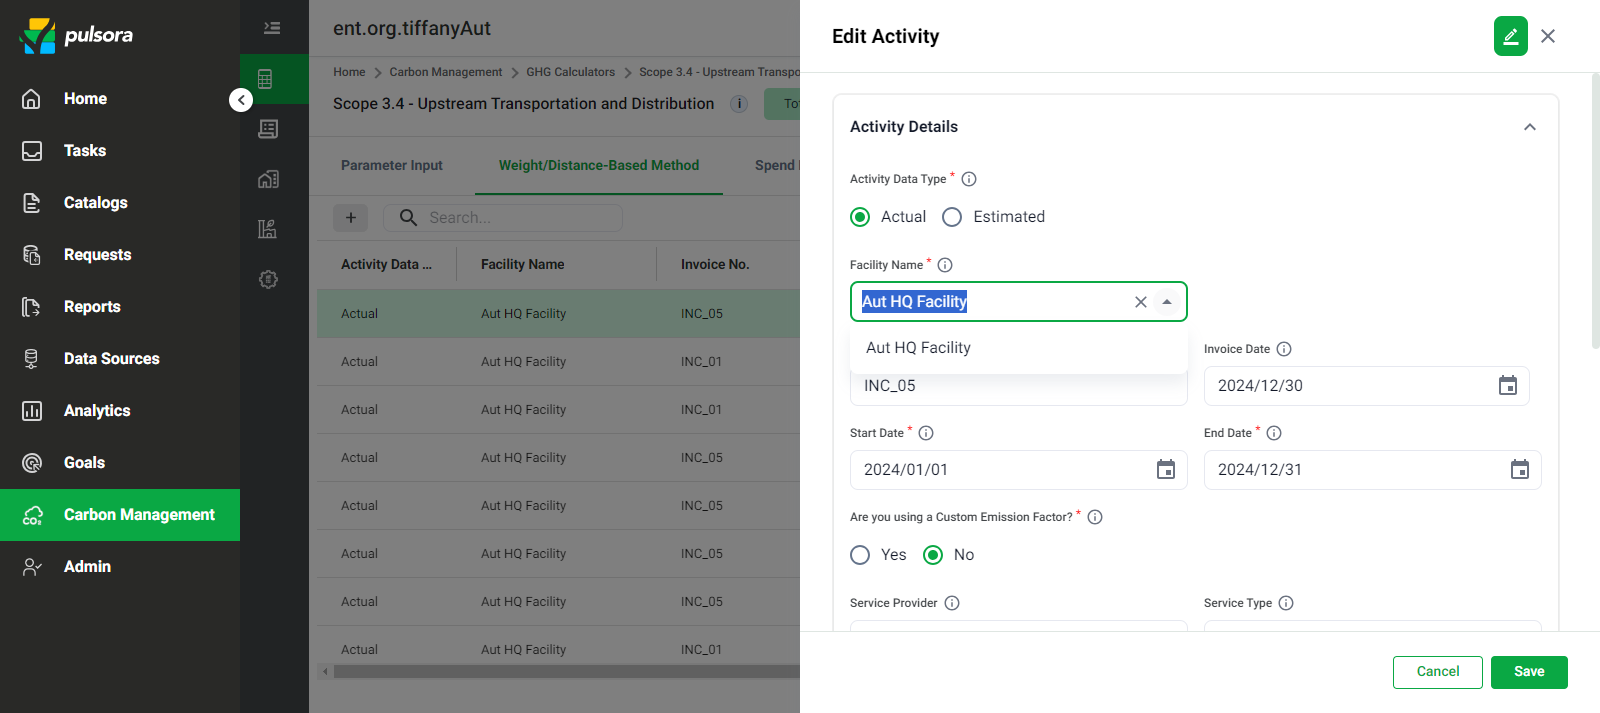 pulsora
Home
Tasks
Catalogs
Requests
Reports
Data Sources
Analytics
Goals
Carbon Management
Admin
ent.org.tiffanyAut
Home > Carbon Management > GHG Calculators > Scope 3.4 - Upstream Transpo
Scope 3.4 - Upstream Transportation and Distribution
To
Parameter Input Weight/Distance-Based Method Spend
+ Search...
Activity Data ... Facility Name Invoice No.
Actual Aut HQ Facility INC_05
Actual Aut HQ Facility INC_01
Actual Aut HQ Facility INC_01
Actual Aut HQ Facility INC_05
Actual Aut HQ Facility INC_05
Actual Aut HQ Facility INC_05
Actual Aut HQ Facility INC_05
Actual Aut HQ Facility INC_01
Edit Activity
Activity Details
Activity Data Type *
Actual Estimated
Facility Name *
Aut HQ Facility
Aut HQ Facility
Invoice Date
INC_05 2024/12/30
Start Date * End Date *
2024/01/01 2024/12/31
Are you using a Custom Emission Factor? *
Yes No
Service Provider Service Type
Cancel Save